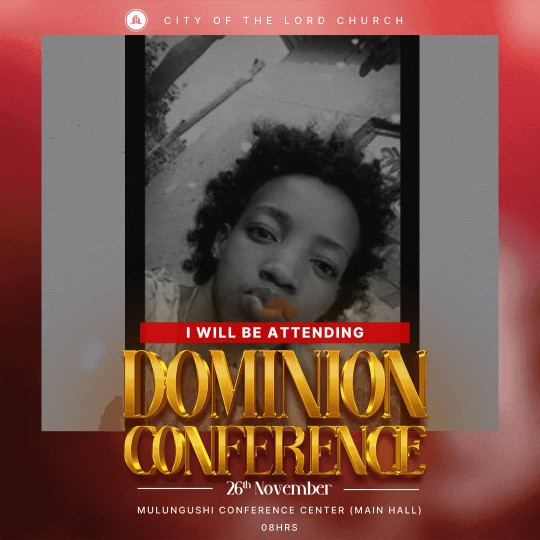 CITY OF THE LORD CHURCH
I WILL BE ATTENDING
DOMINION
CONFERENCE
26th November
MULUNGUSHI CONFERENCE CENTER (MAIN HALL)
08HRS